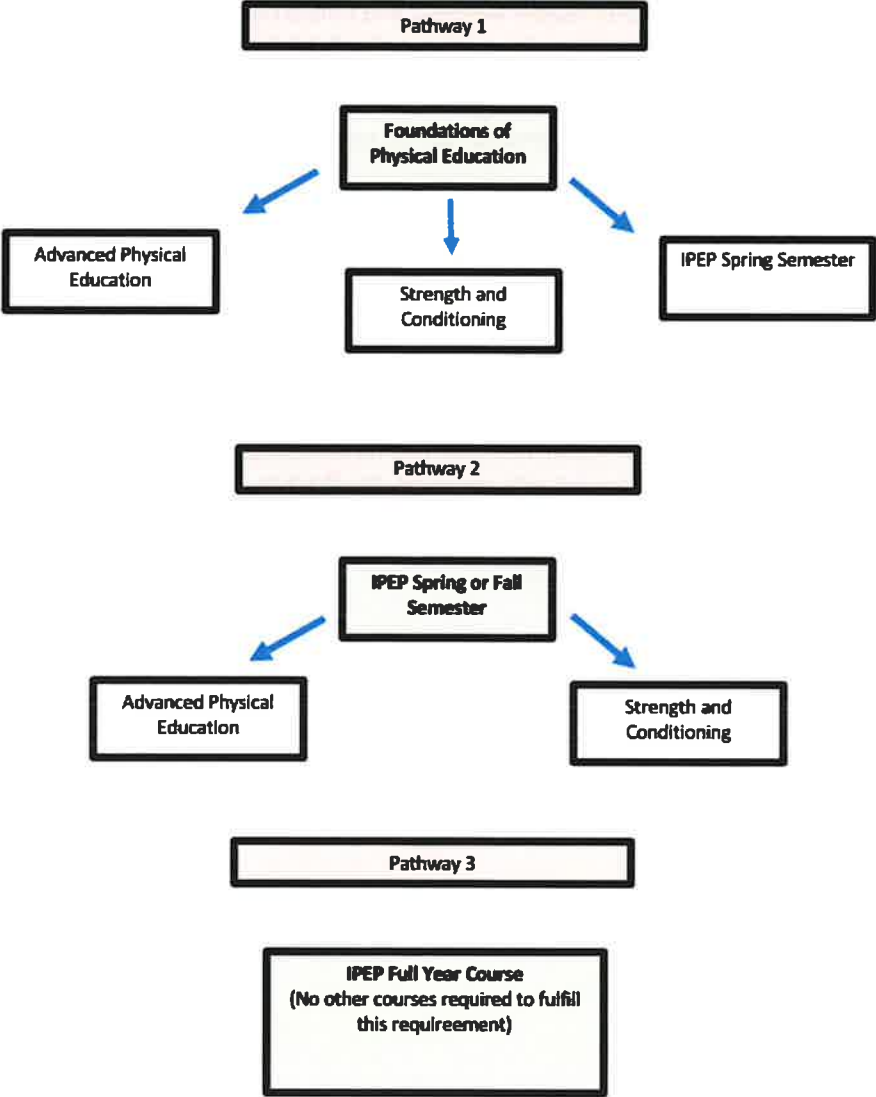 Pathway 1
Foundations of
Physical Education
Advanced Physical
Education
Strength and
Conditioning
IPEP Spring Semester
Pathway 2
IPEP Spring or Fall
Semester
Advanced Physical
Education
Strength and
Conditioning
Pathway 3
IPEP Full Year Course
(No other courses required to fulfill
this requireement)